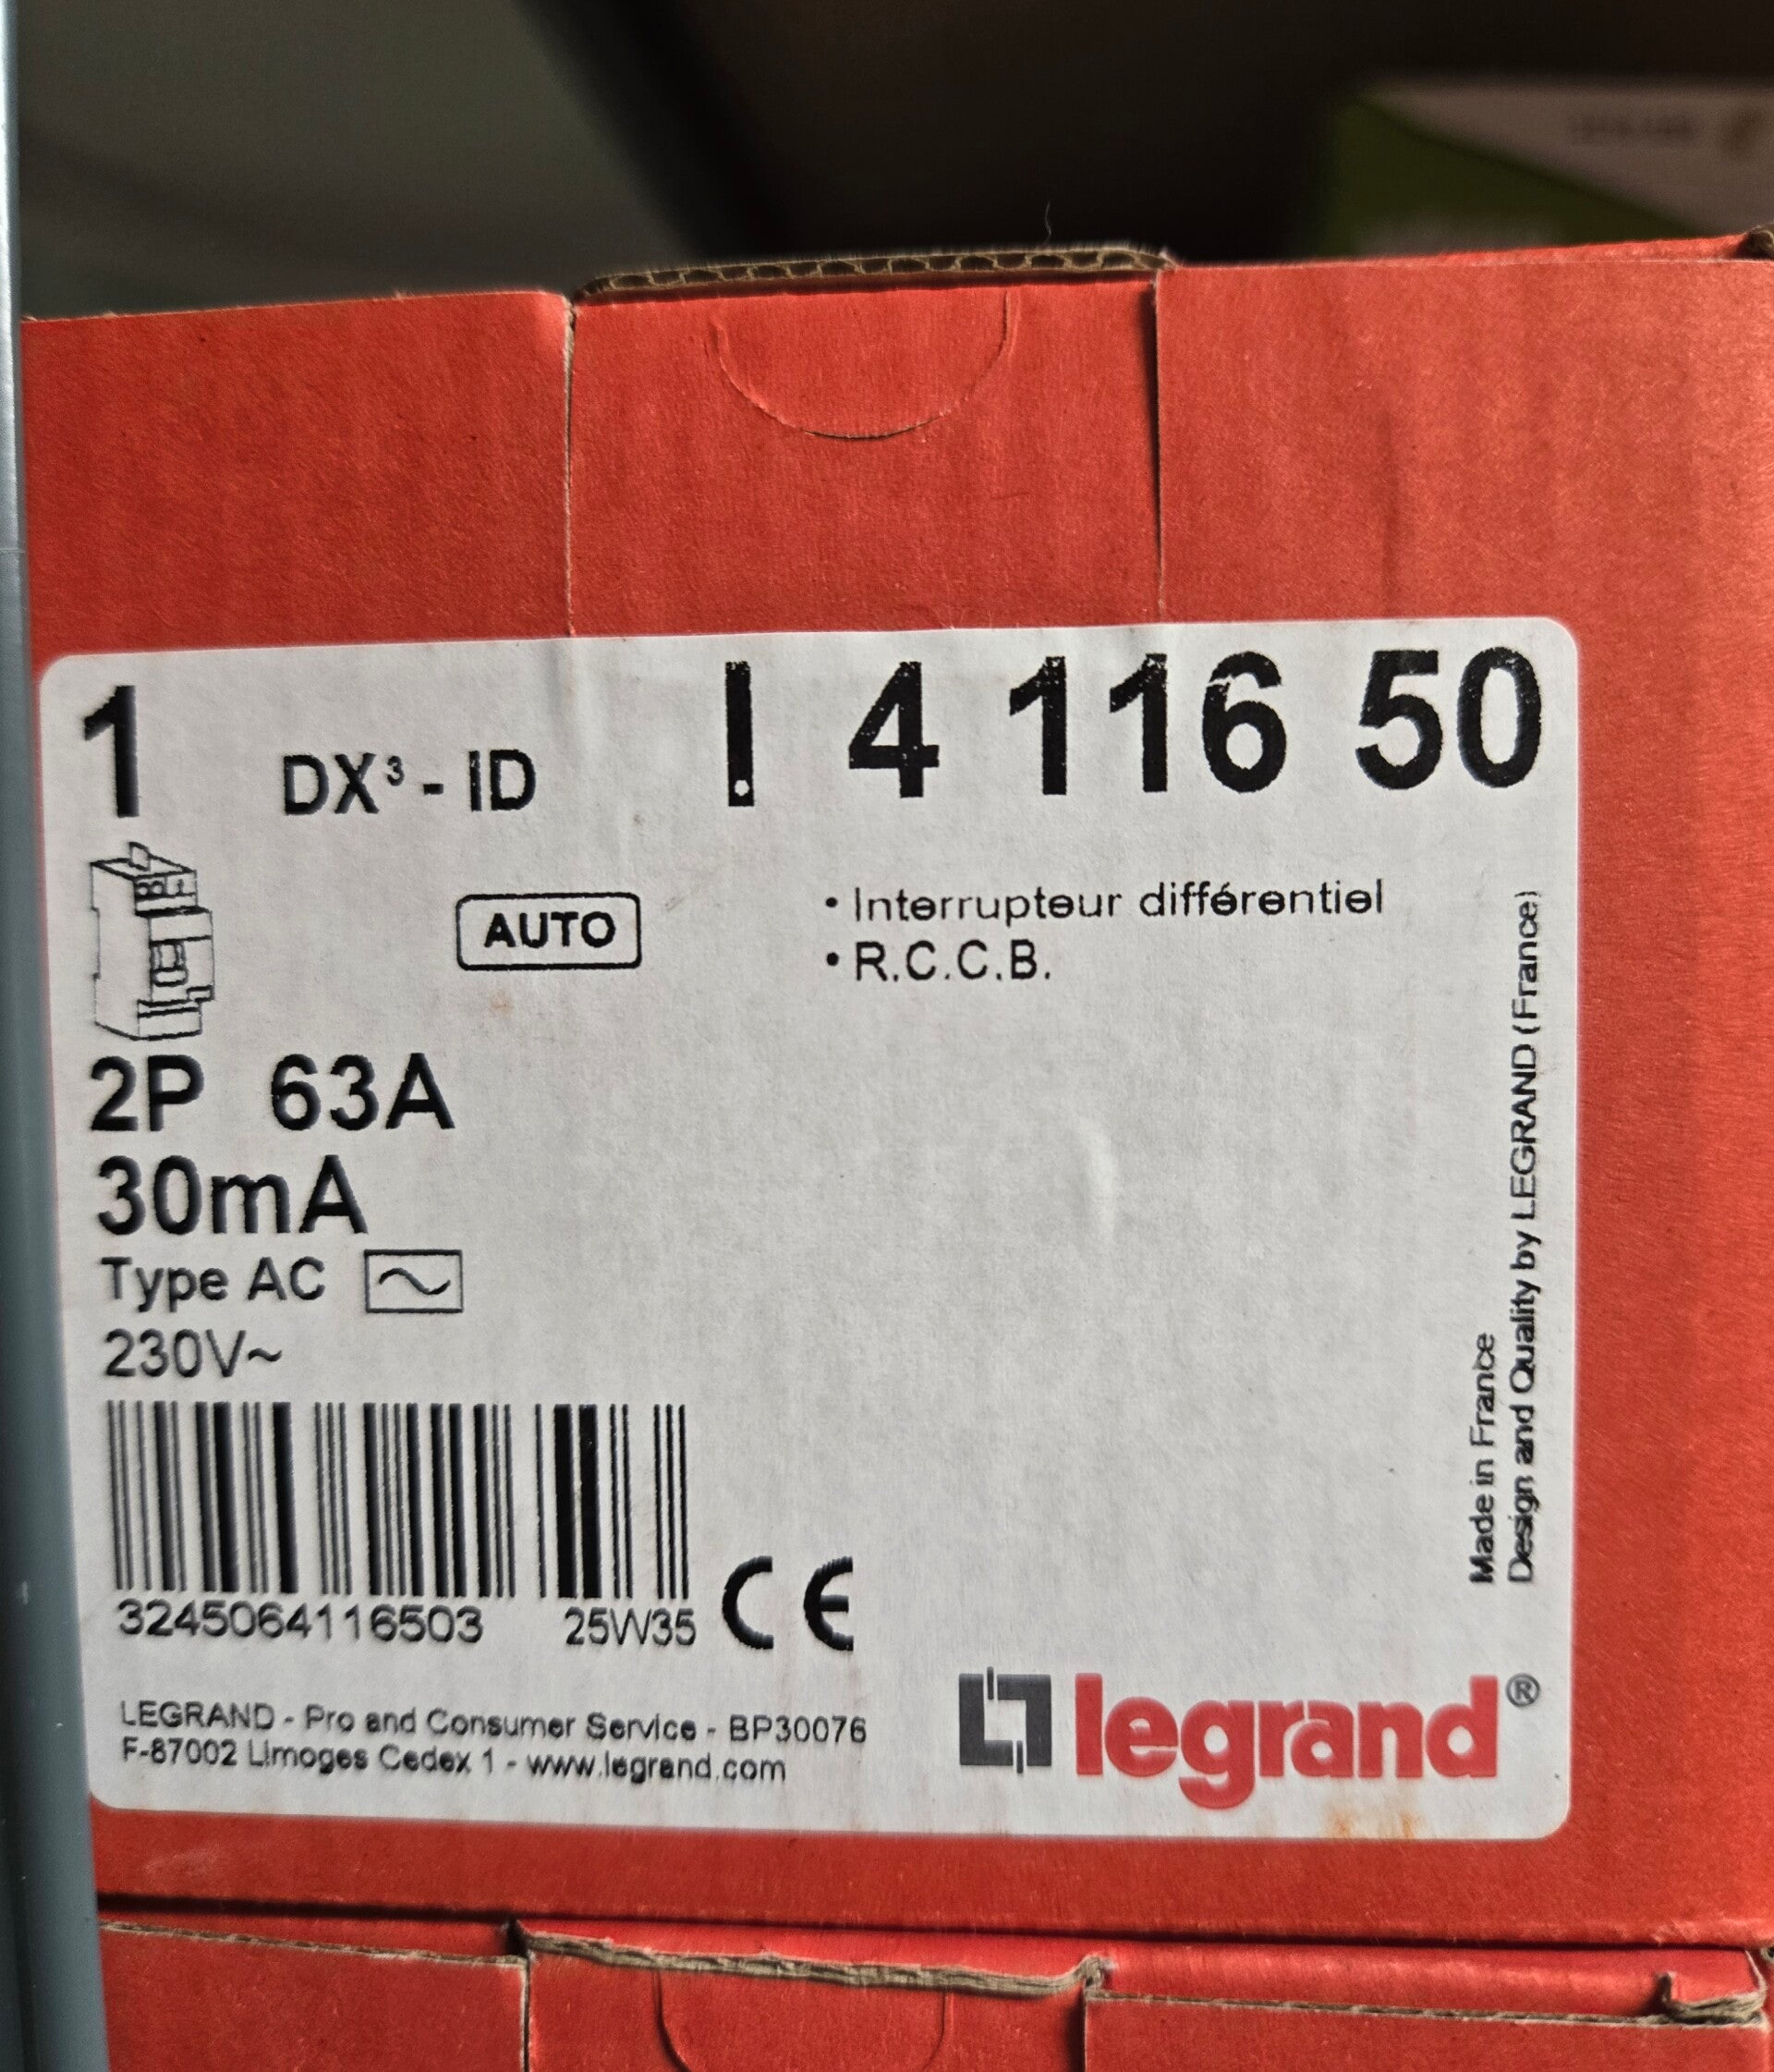 1 DX³ - ID ! 4 116 50
AUTO
• Interrupteur différentiel
• R.C.C.B.
2P 63A
30mA
Type AC
230V~
3245064116503 25W35 CE
LEGRAND - Pro and Consumer Service - BP30076
F-87002 Limoges Cedex 1 - www.legrand.com
legrand®
Made in France
Design and Quality by LEGRAND (France)